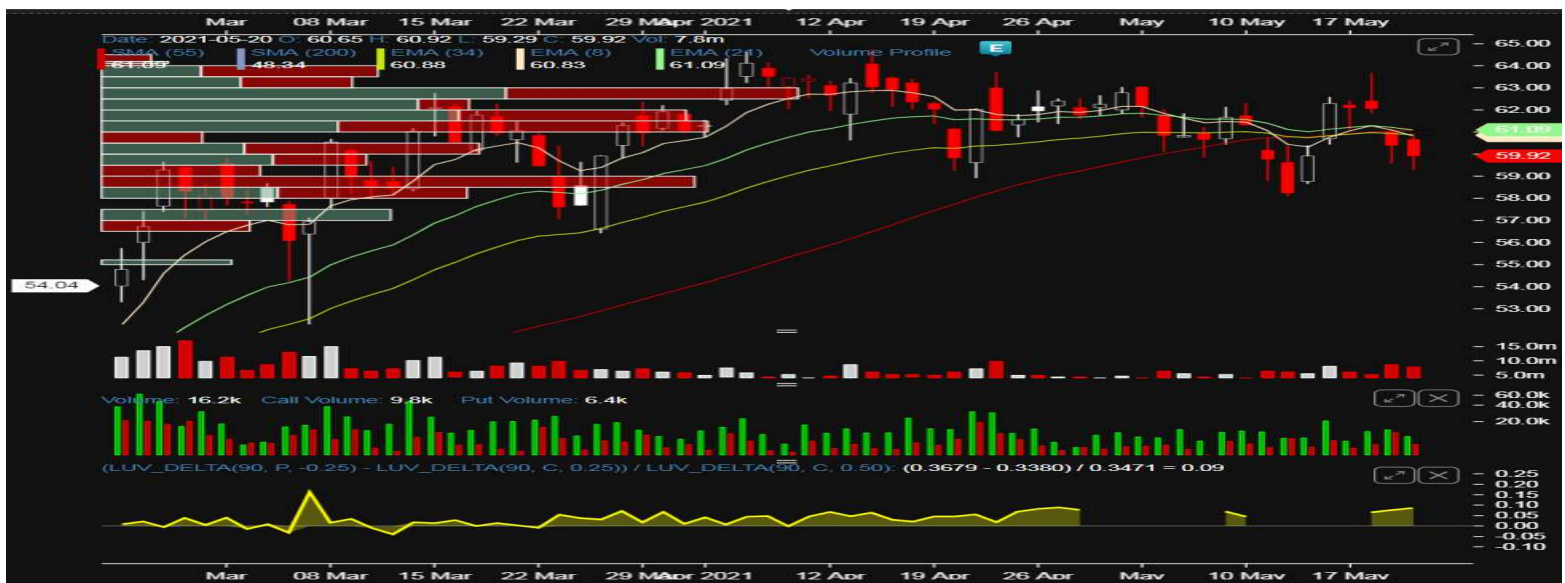 Mar 08 Mar 15 Mar 22 Mar 29 Mar Apr 2021 12 Apr 19 Apr 26 Apr May 10 May 17 May
Date: 2021-05-20 O: 60.65 H: 60.92 L: 59.29 C: 59.92 Vol: 7.8m
SMA (55) SMA (200) EMA (34) EMA (8) EMA (21) Volume Profile E
61.09 48.34 60.88 60.83 61.09
65.00
64.00
63.00
62.00
61.09
59.92
59.00
58.00
57.00
56.00
55.00
54.04
54.00
53.00
15.0m
10.0m
5.0m
Volume: 16.2k Call Volume: 9.8k Put Volume: 6.4k
60.0k
40.0k
20.0k
(LUV_DELTA(90, P, -0.25) - LUV_DELTA(90, C, 0.25)) / LUV_DELTA(90, C, 0.50): (0.3679 - 0.3380) / 0.3471 = 0.09
0.25
0.20
0.15
0.10
0.05
0.00
-0.05
-0.10
Mar 08 Mar 15 Mar 22 Mar 29 Mar Apr 2021 12 Apr 19 Apr 26 Apr May 10 May 17 May